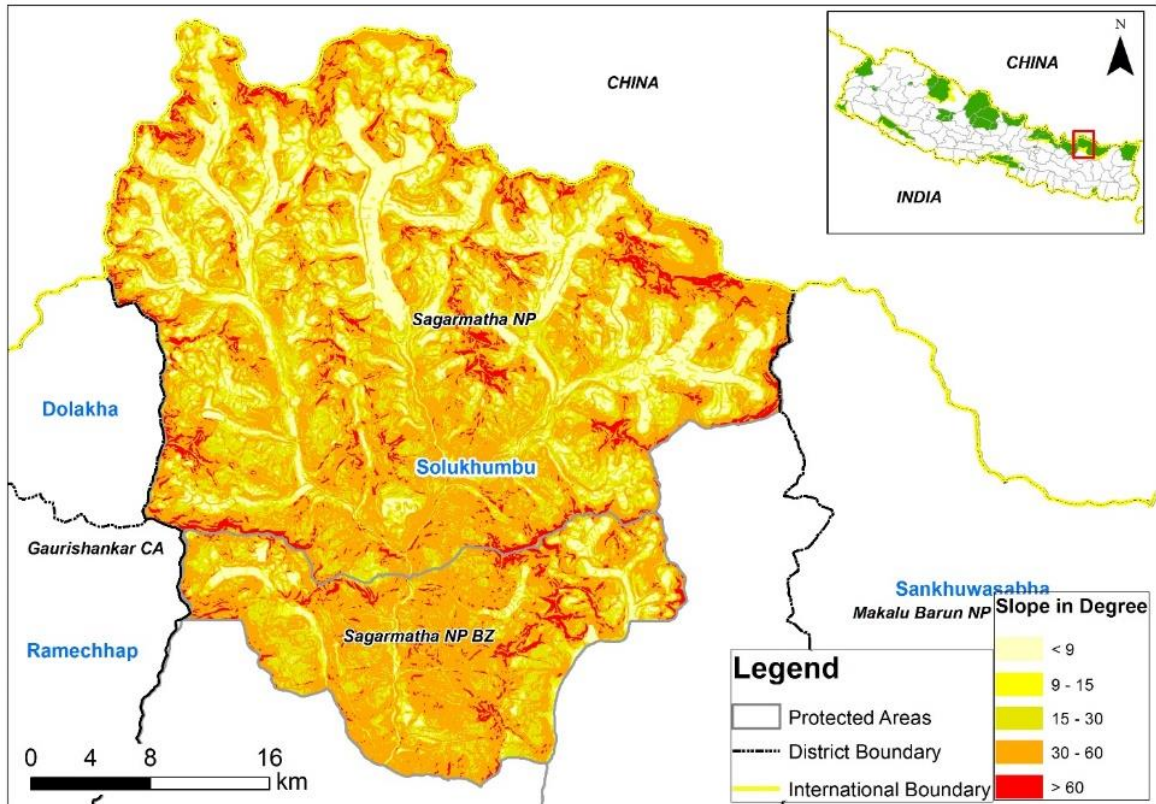 CHINA
N
CHINA
INDIA
Sagarmatha NP
Dolakha
Solukhumbu
Gaurishankar CA
Sankhuwasabha
Makalu Barun NP
Ramechhap
Sagarmatha NP BZ
Slope in Degree
< 9
9 - 15
15 - 30
30 - 60
> 60
Legend
Protected Areas
District Boundary
International Boundary
0 4 8 16
km